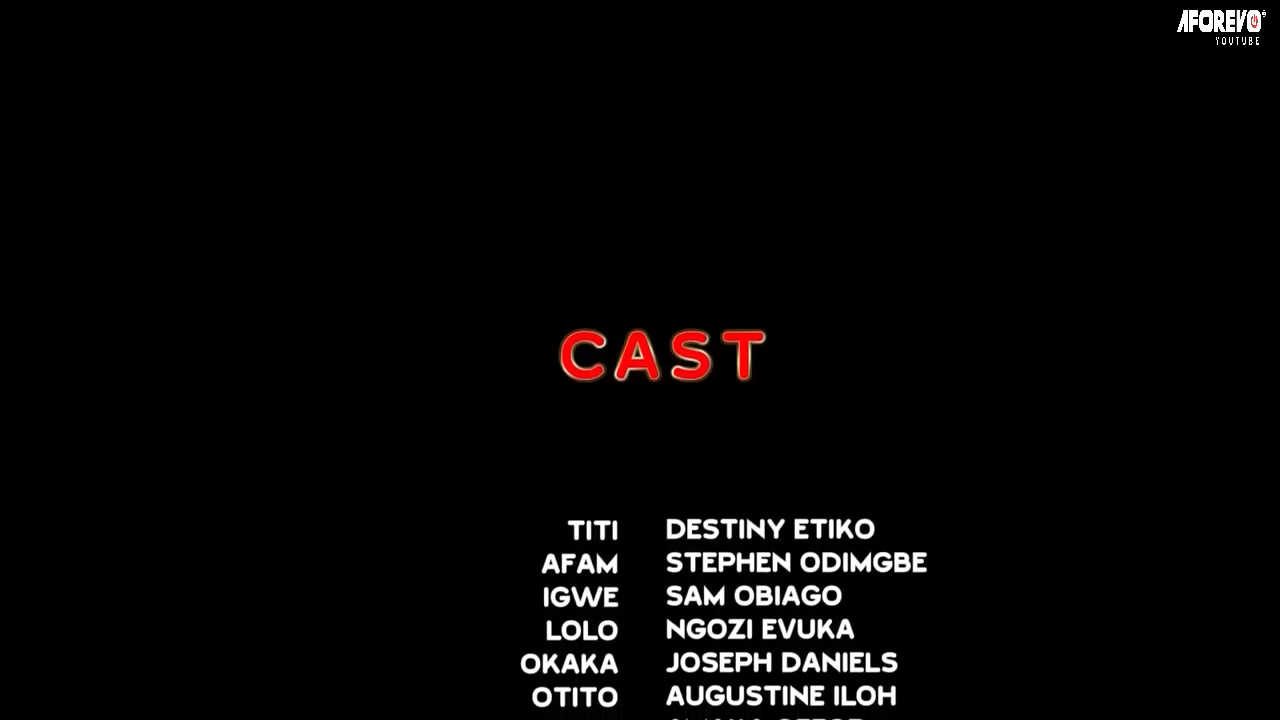 AFOREVO
YOUTUBE
CAST
TITI DESTINY ETIKO
AFAM STEPHEN ODIMGBE
IGWE SAM OBIAGO
LOLO NGOZI EVUKA
OKAKA JOSEPH DANIELS
OTITO AUGUSTINE ILOH